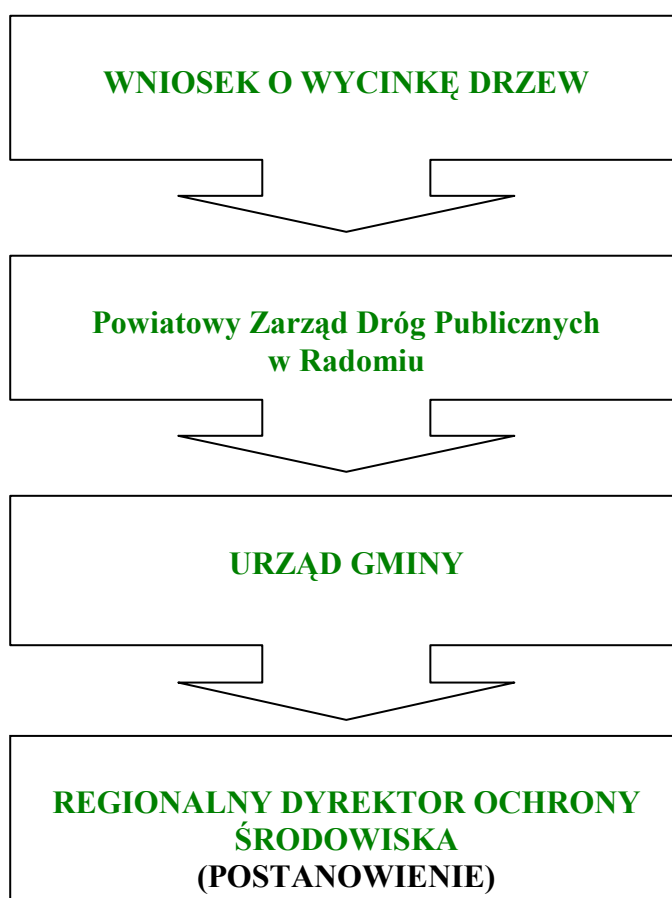 WNIOSEK O WYCINKĘ DRZEW
Powiatowy Zarząd Dróg Publicznych
w Radomiu
URZĄD GMINY
REGIONALNY DYREKTOR OCHRONY
ŚRODOWISKA
(POSTANOWIENIE)